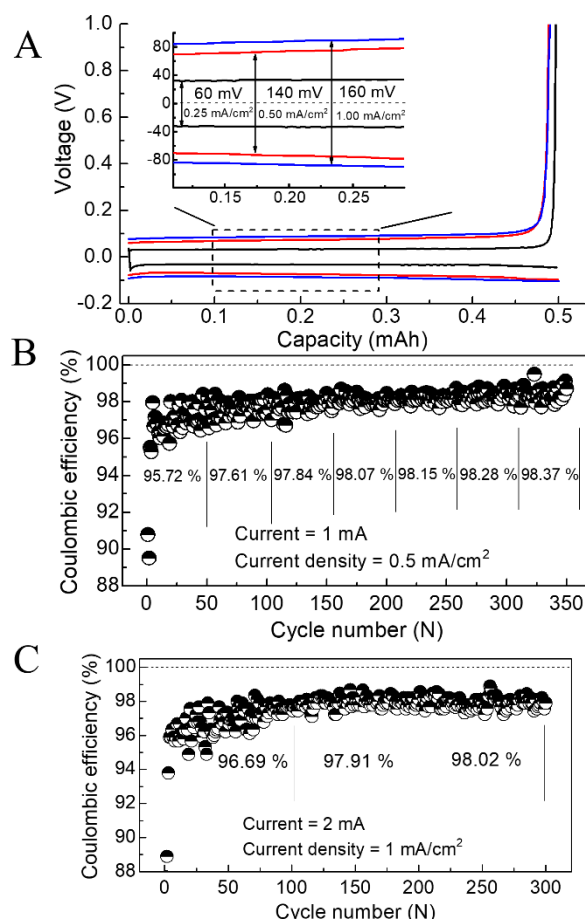 A
80
40
0
-40
-80
60 mV 140 mV 160 mV
0.25 mA/cm² 0.50 mA/cm² 1.00 mA/cm²
0.15 0.20 0.25
1.0
0.8
0.6
0.4
0.2
0.0
-0.2
Voltage (V)
0.0 0.1 0.2 0.3 0.4 0.5
Capacity (mAh)
B
100
98
96
94
92
90
88
Coulombic efficiency (%)
95.72 % 97.61 % 97.84 % 98.07 % 98.15 % 98.28 % 98.37 %
Current = 1 mA
Current density = 0.5 mA/cm²
0 50 100 150 200 250 300 350
Cycle number (N)
C
100
98
96
94
92
90
88
Coulombic efficiency (%)
96.69 % 97.91 % 98.02 %
Current = 2 mA
Current density = 1 mA/cm²
0 50 100 150 200 250 300
Cycle number (N)